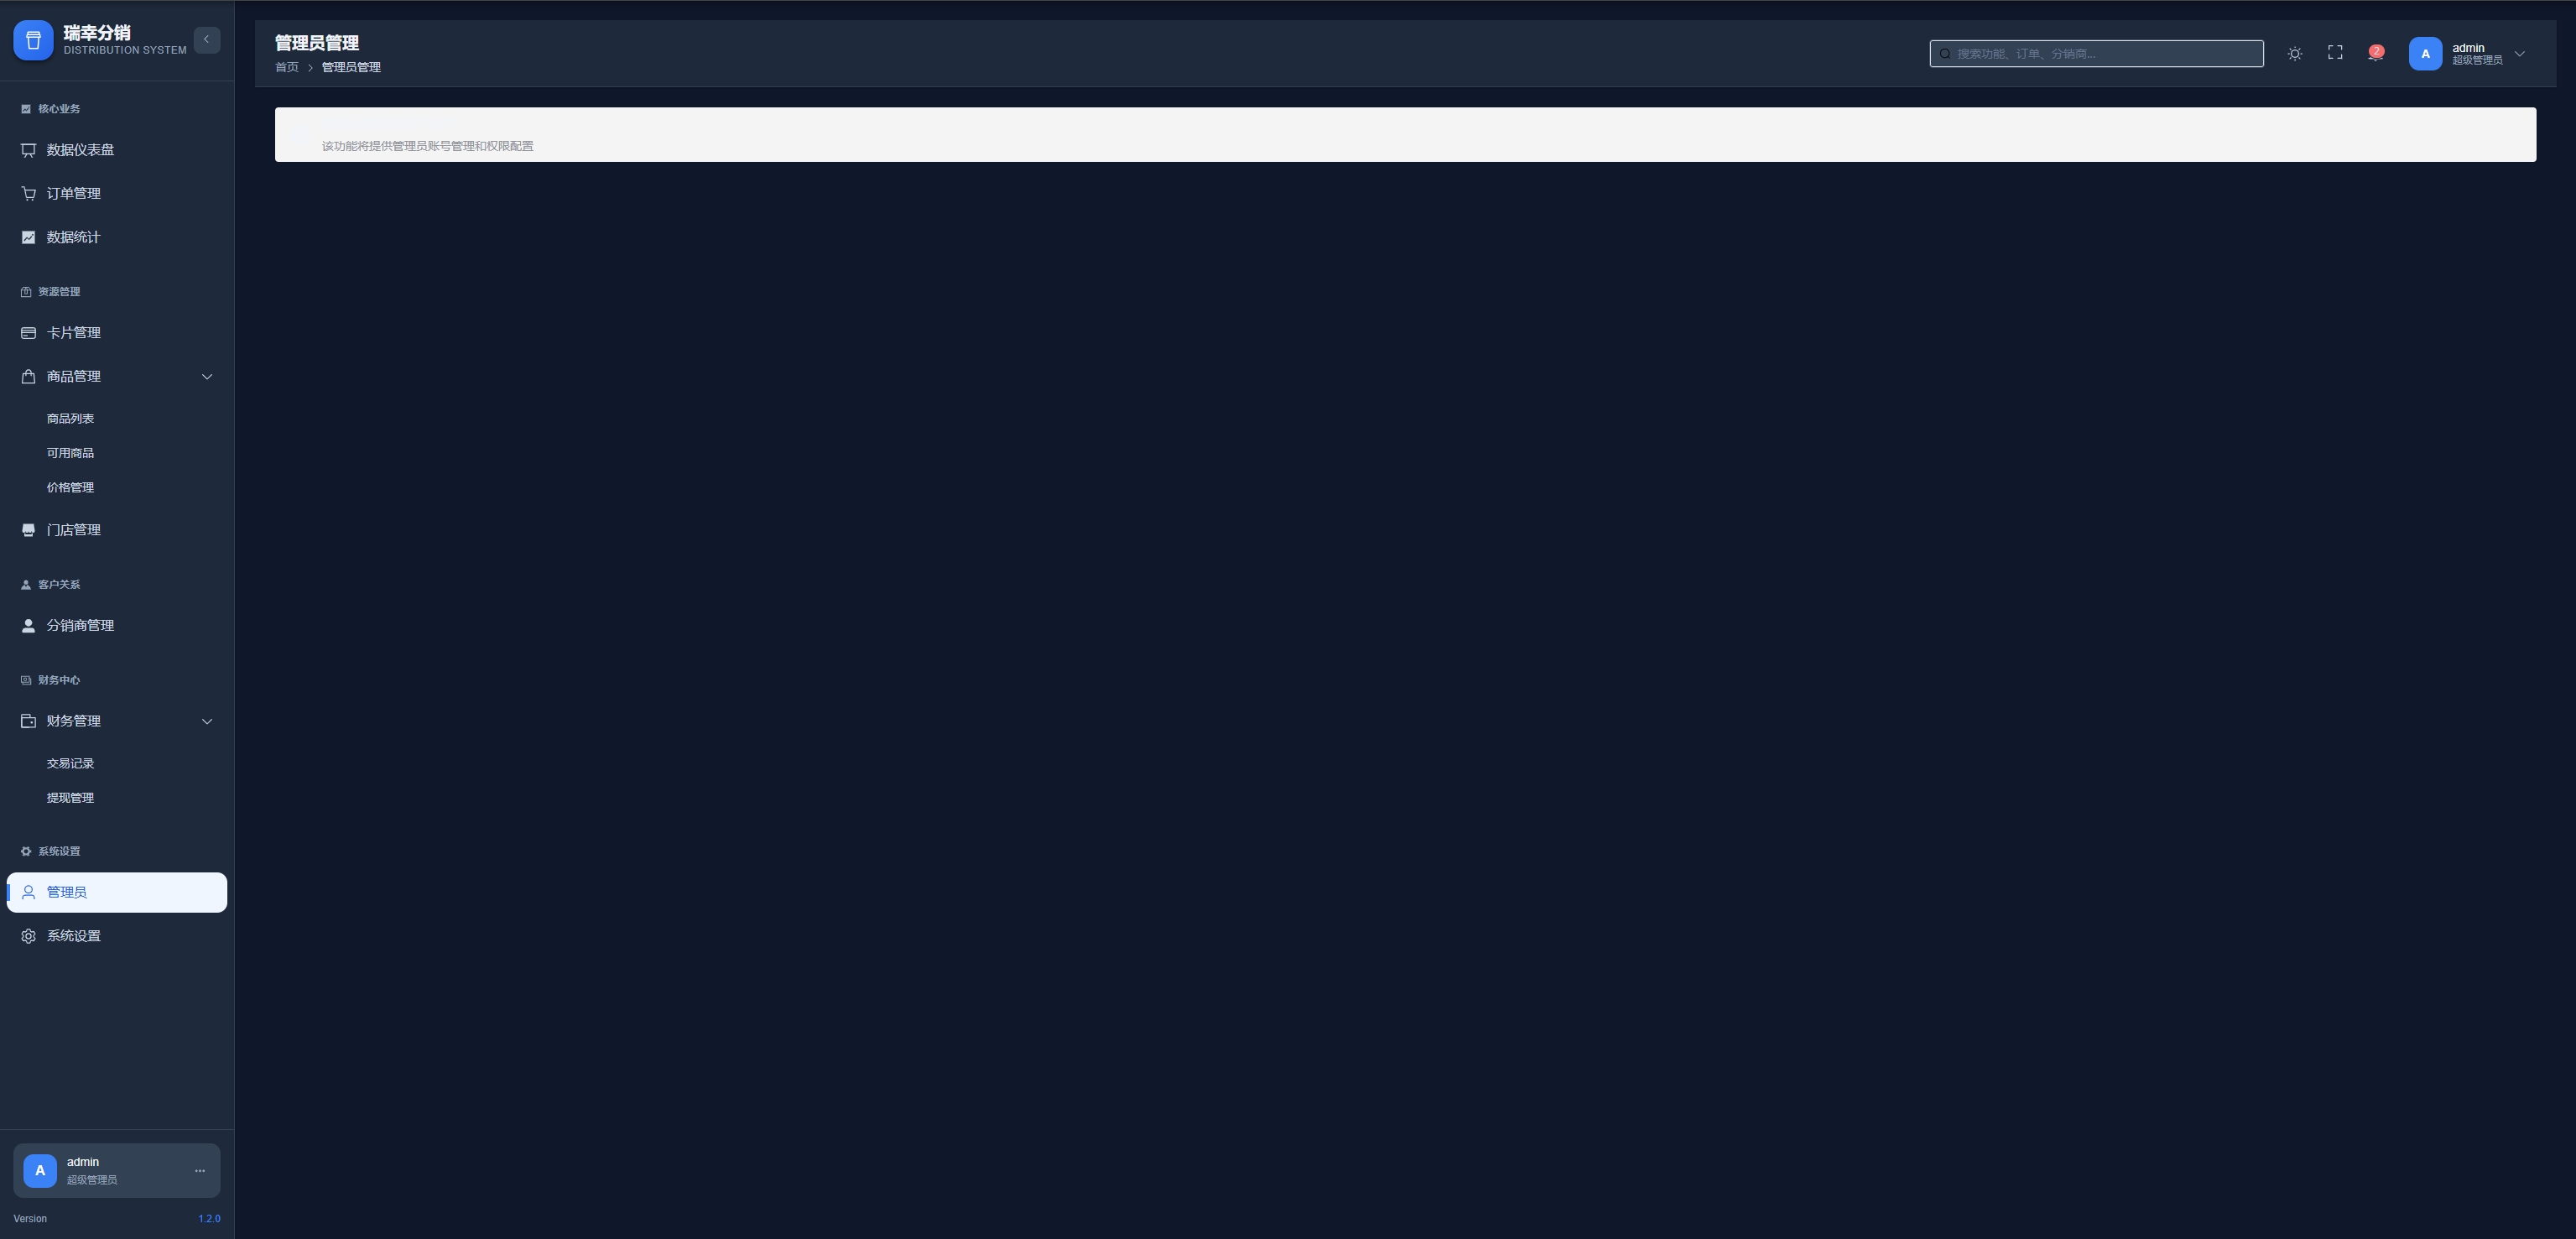 瑞幸分销
DISTRIBUTION SYSTEM
核心业务
数据仪表盘
订单管理
数据统计
资源管理
卡片管理
商品管理
商品列表
可用商品
价格管理
门店管理
客户关系
分销商管理
财务中心
财务管理
交易记录
提现管理
系统设置
管理员
系统设置
A
admin
超级管理员
Version 1.2.0
管理员管理
首页 > 管理员管理
搜索功能、订单、分销商...
2
A
admin
超级管理员
该功能将提供管理员账号管理和权限配置